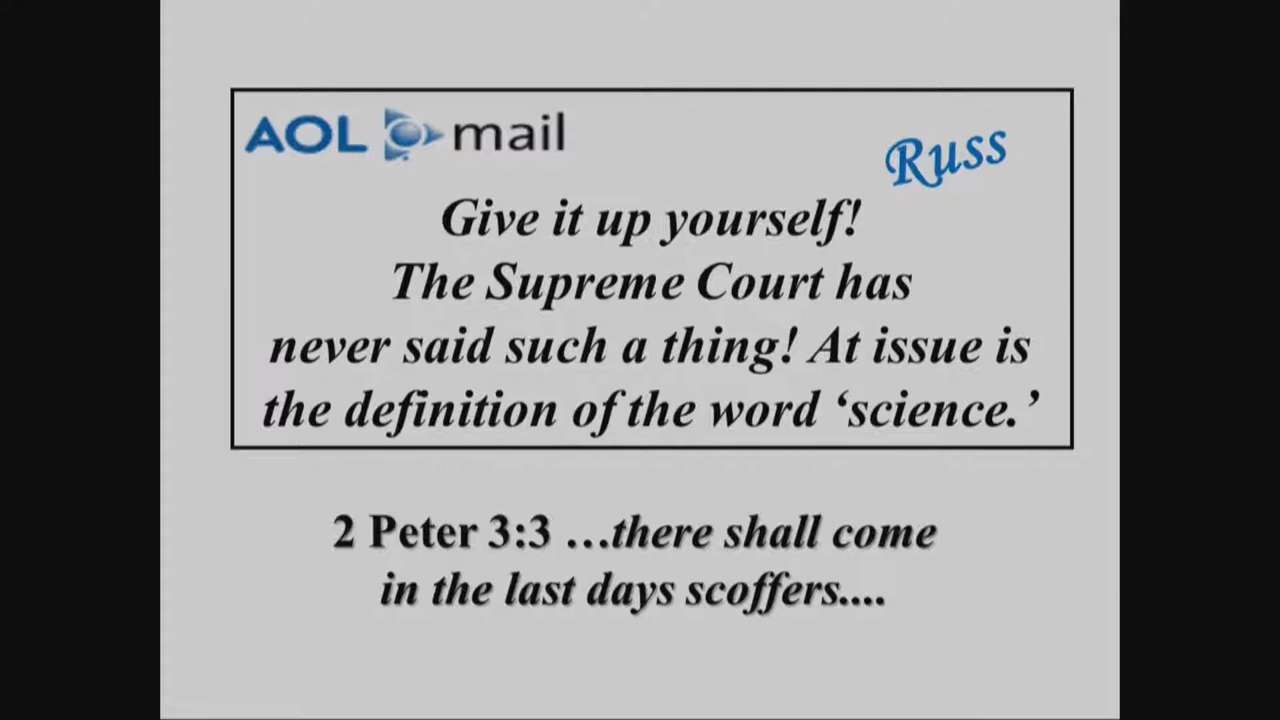 AOL mail
Russ
Give it up yourself!
The Supreme Court has
never said such a thing! At issue is
the definition of the word ‘science.’
2 Peter 3:3 …there shall come
in the last days scoffers....